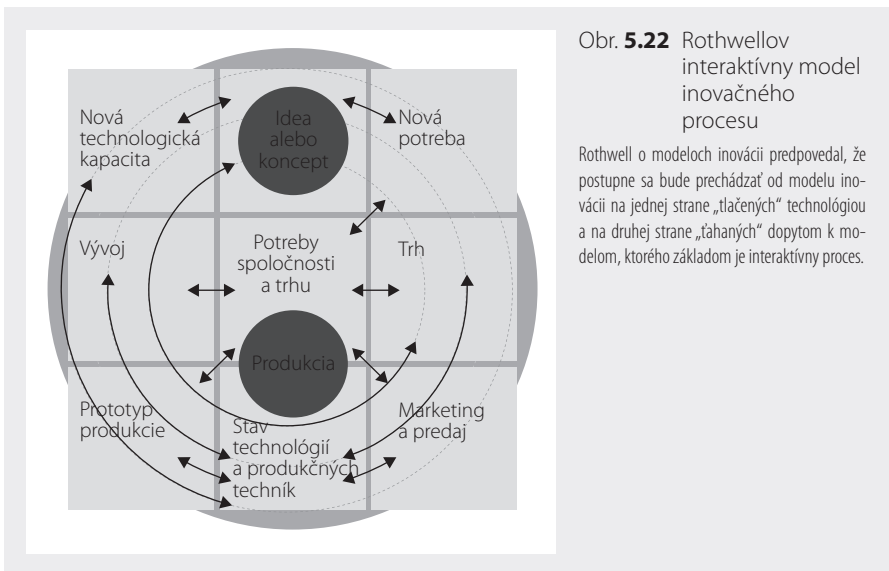 Nová
technologická
kapacita
Idea
alebo
koncept
Nová
potreba
Vývoj
Potreby
spoločnosti
a trhu
Trh
Produkcia
Prototyp
produkcie
Stav
technológií
a produkčných
techník
Marketing
a predaj
Obr. 5.22 Rothwellov
interaktívny model
inovačného
procesu
Rothwell o modeloch inovácii predpovedal, že
postupne sa bude prechádzať od modelu ino-
vácii na jednej strane „tlačených“ technológiou
a na druhej strane „ťahaných“ dopytom k mo-
delom, ktorého základom je interaktívny proces.